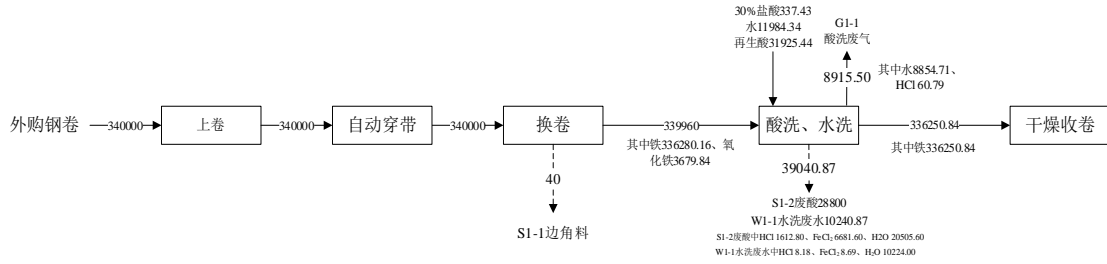 30%盐酸337.43
水11984.34
再生酸31925.44
G1-1
酸洗废气
8915.50
其中水8854.71、
HCl 60.79
外购钢卷
340000
上卷
340000
自动穿带
340000
换卷
339960
其中铁336280.16、氧
化铁3679.84
酸洗、水洗
336250.84
其中铁336250.84
干燥收卷
40
S1-1边角料
39040.87
S1-2废酸28800
W1-1水洗废水10240.87
S1-2废酸中HCl 1612.80、FeCl₂ 6681.60、H2O 20505.60
W1-1水洗废水中HCl 8.18、FeCl₂ 8.69、H₂O 10224.00